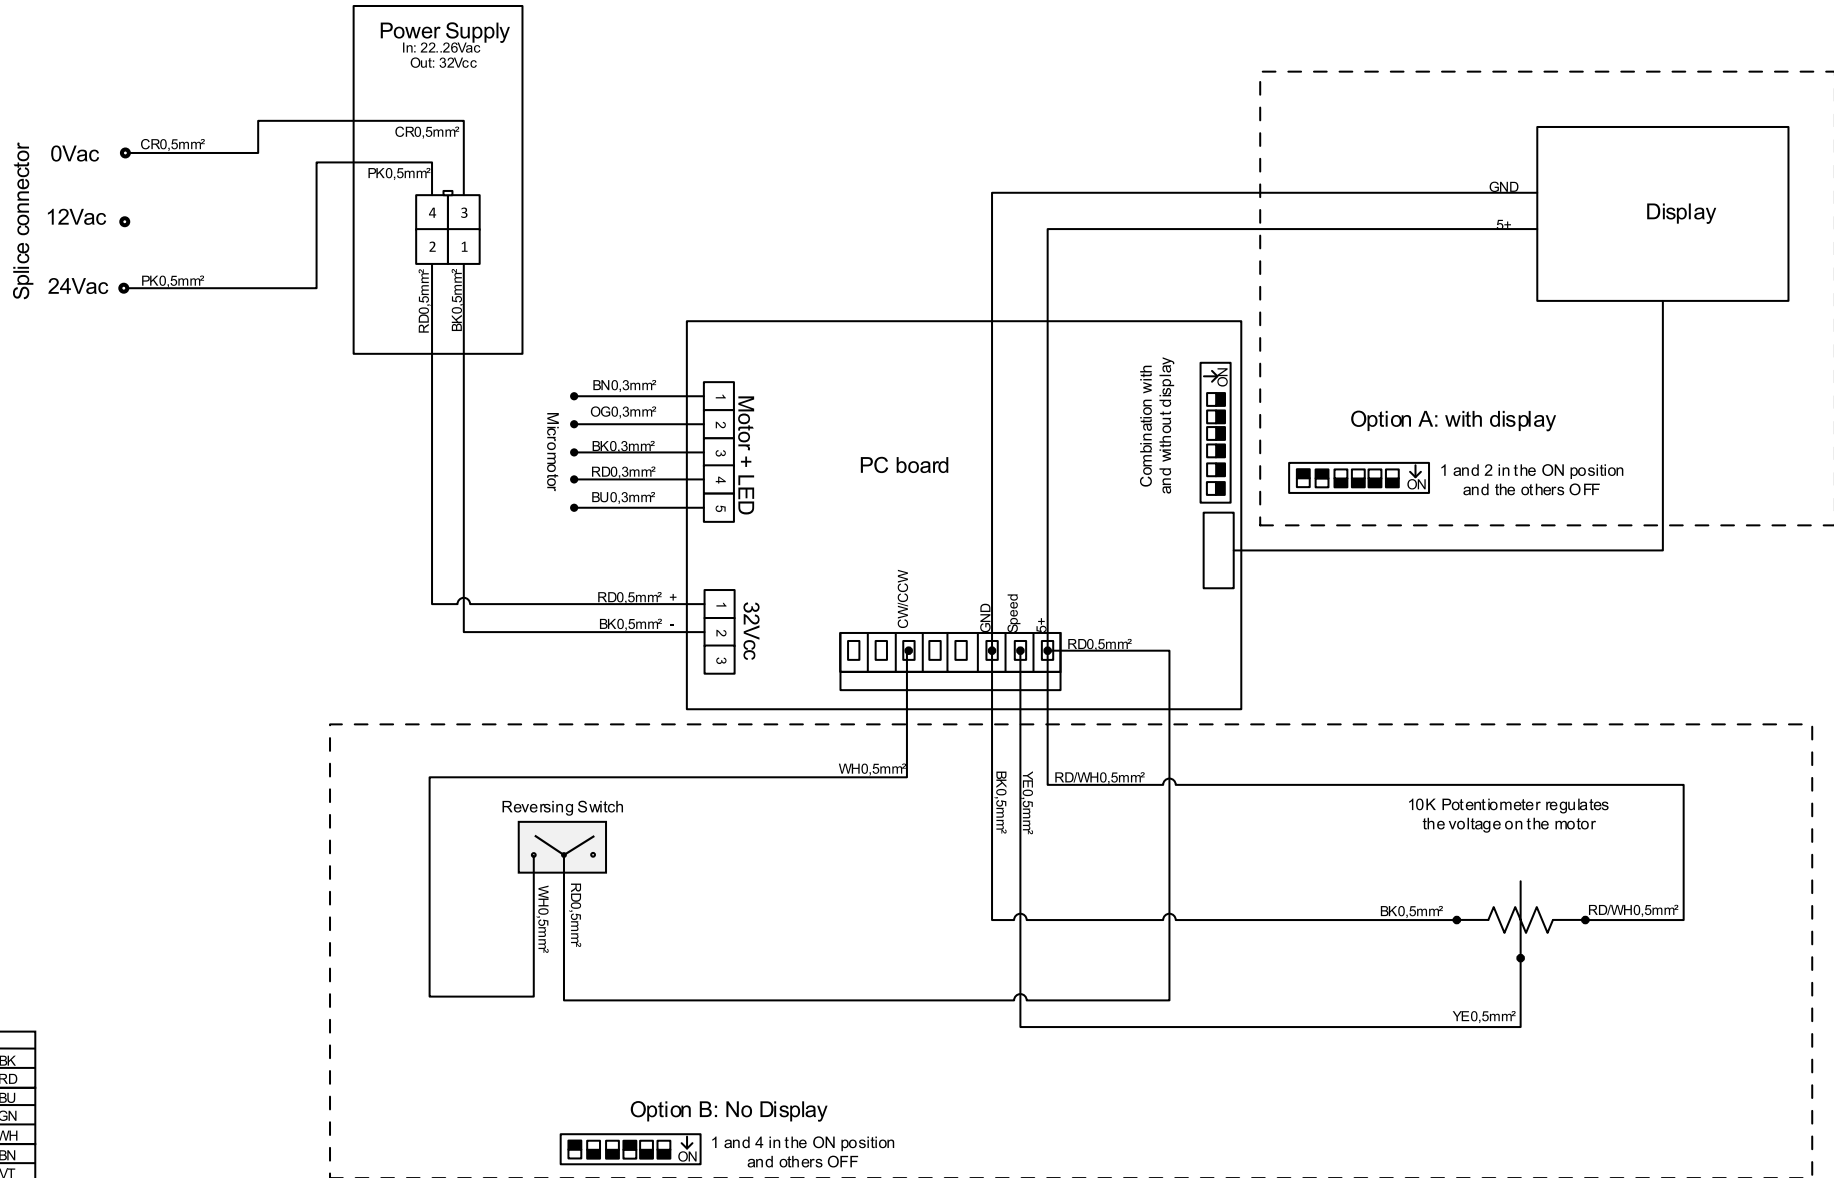 Power Supply
In: 22..26Vac
Out: 32Vcc
Splice connector
0Vac
CR0,5mm²
CR0,5mm²
PK0,5mm²
12Vac
24Vac
PK0,5mm²
4
3
2
1
RD0,5mm²
BK0,5mm²
GND
5+
Display
Option A: with display
1 and 2 in the ON position
and the others OFF
ON
Combination with
and without display
ON
PC board
Micromotor
BN0,3mm²
OG0,3mm²
BK0,3mm²
RD0,3mm²
BU0,3mm²
1
2
3
4
5
Motor + LED
RD0,5mm² +
BK0,5mm² -
1
2
3
32Vcc
CW/CCW
GND
Speed
5+
RD0,5mm²
WH0,5mm²
BK0,5mm²
YE0,5mm²
RD/WH0,5mm²
Reversing Switch
WH0,5mm²
RD0,5mm²
10K Potentiometer regulates
the voltage on the motor
BK0,5mm²
RD/WH0,5mm²
YE0,5mm²
Option B: No Display
1 and 4 in the ON position
and others OFF
ON
BK
RD
BU
GN
WH
BN
VT